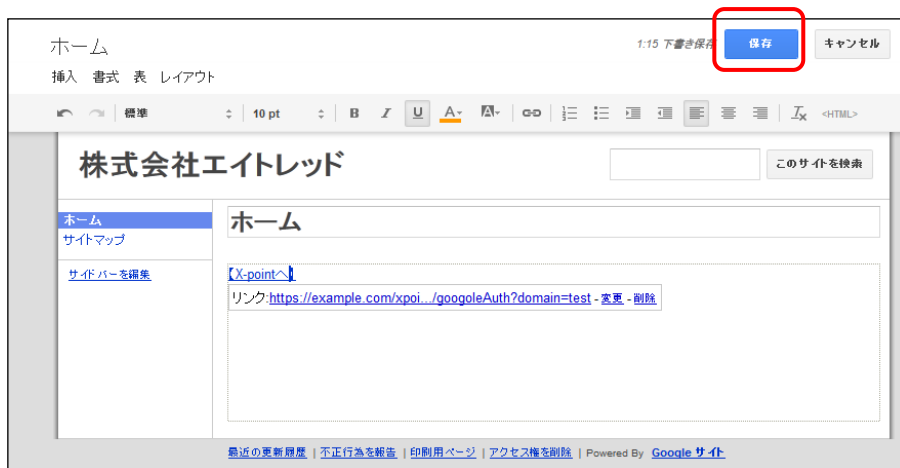 ホーム
1:15 下書き保存
保存
キャンセル
挿入 書式 表 レイアウト
標準 10 pt B I U A A <HTML>
株式会社エイトレッド
このサイトを検索
ホーム
サイトマップ
サイドバーを編集
ホーム
【X-pointへ】
リンク:https://example.com/xpoi.../googoleAuth?domain=test - 変更 - 削除
最近の更新履歴 | 不正行為を報告 | 印刷用ページ | アクセス権を削除 | Powered By Google サイト